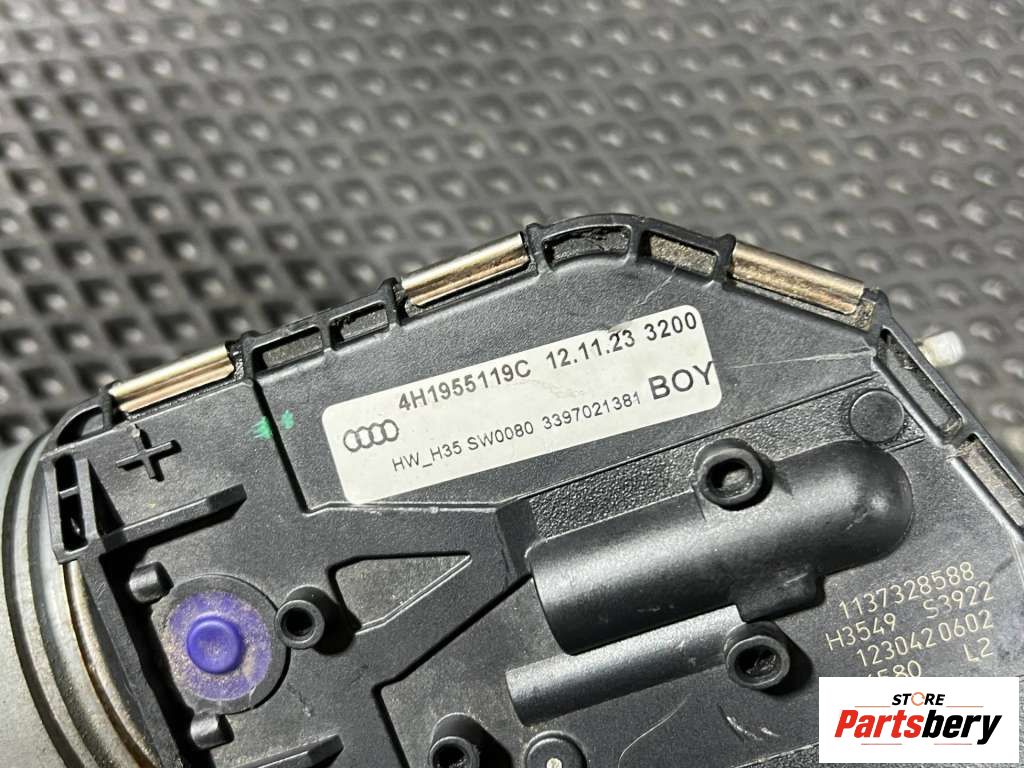 4H1955119C 12.11.23 3200
HW_H35 SW0080 3397021381 BOY
1137328588
H3549 S3922
1230420602
L2
STORE
Partsbery